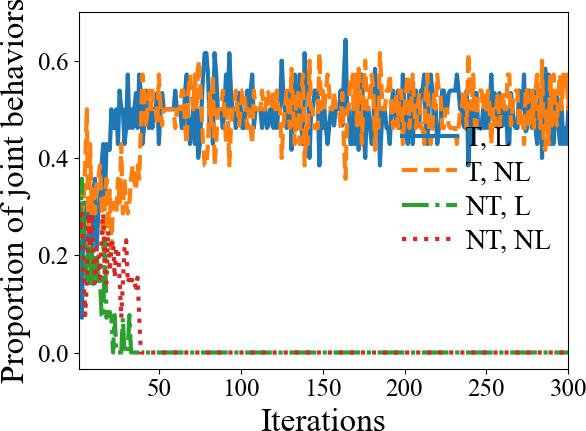 Proportion of joint behaviors
0.6
0.4
0.2
0.0
T, L
T, NL
NT, L
NT, NL
50 100 150 200 250 300
Iterations